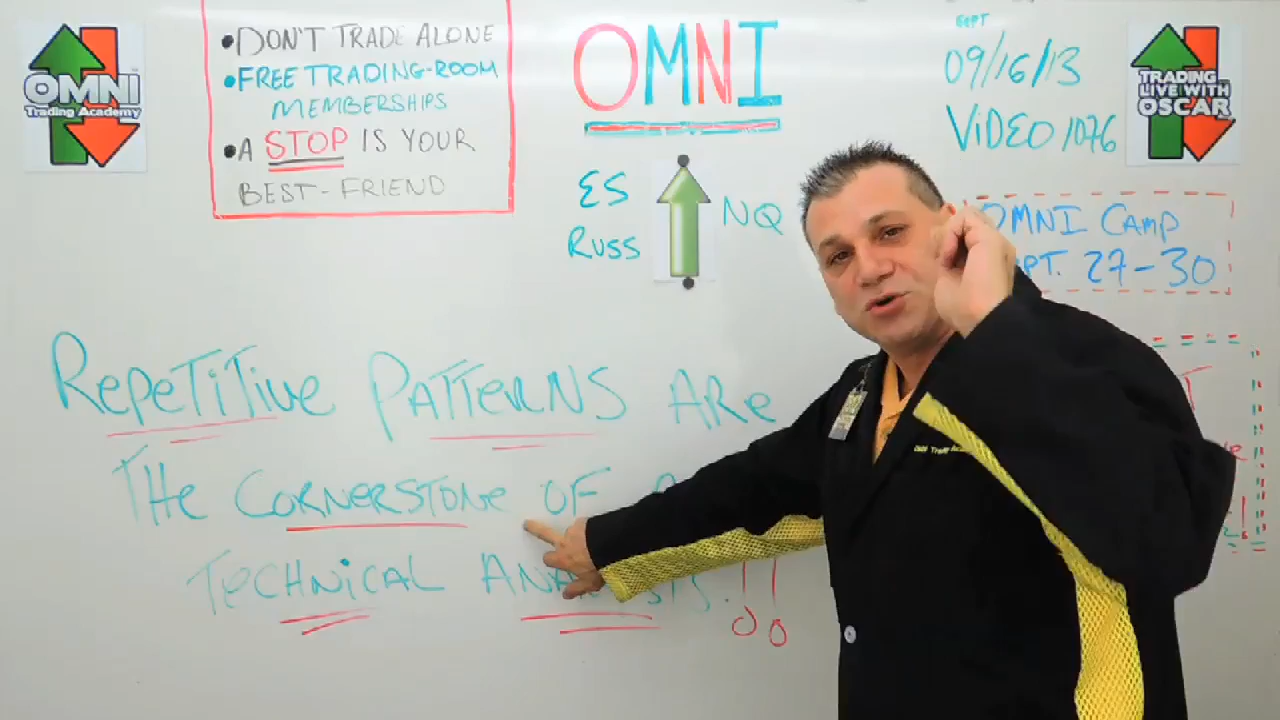 OMNI
Trading Academy
•DON'T TRADE ALONE
•FREE TRADING-ROOM
MEMBERSHIPS
•A STOP IS YOUR
BEST-FRIEND
OMNI
ES
RUSS
NQ
SEPT
09/16/13
VIDEO 1076
TRADING
LIVE WITH
OSCAR
OMNI CAMP
PT. 27-30
REPETITIVE PATTERNS ARE
THE CORNERSTONE OF
TECHNICAL ANALYSIS!!